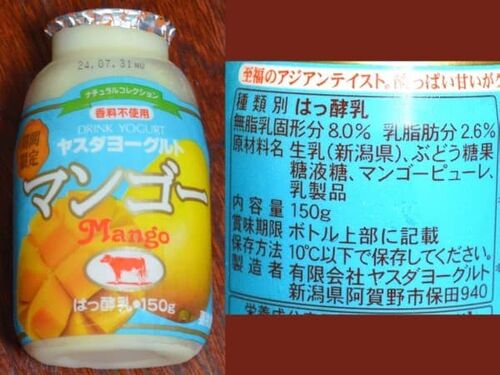 24.07.31
ナチュラルコレクション
香料不使用
DRINK YOGURT
ヤスダヨーグルト
期間
限定
マンゴー
Mango
はっ酵乳・150g
至福のアジアンテイスト。
種類別 はっ酵乳
無脂乳固形分 8.0% 乳脂肪分 2.6%
原材料名 生乳(新潟県)、ぶどう糖果
糖液糖、マンゴーピューレ、
乳製品
内容量 150g
賞味期限 ボトル上部に記載
保存方法 10℃以下で保存してください。
製造者 有限会社ヤスダヨーグルト
新潟県阿賀野市保田940